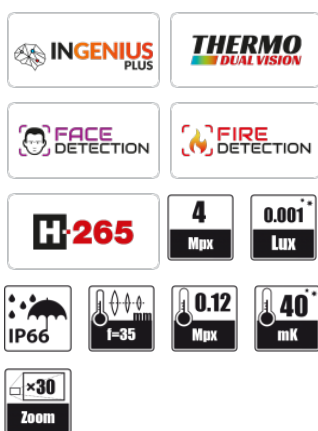 INGENIUS
PLUS
THERMO
DUAL VISION
FACE
DETECTION
FIRE
DETECTION
H·265
4
Mpx
0.001**
Lux
IP66
mm
f=35
0.12
Mpx
40**
mK
×30
Zoom